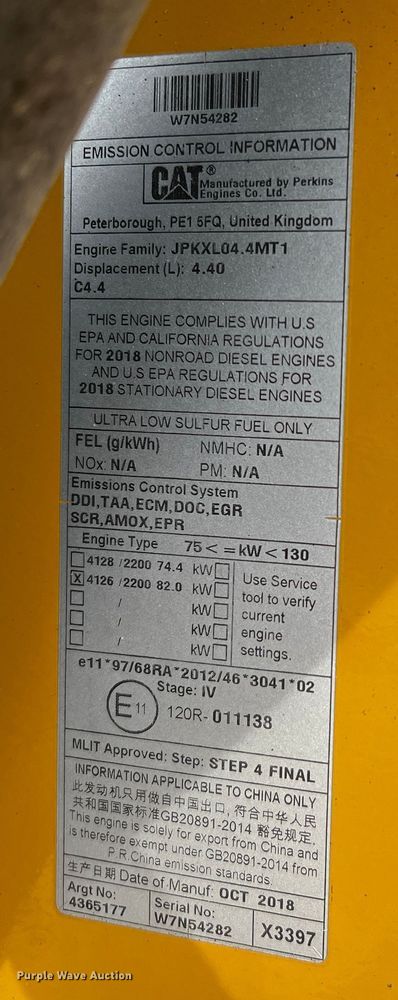 W7N54282
EMISSION CONTROL INFORMATION
CAT® Manufactured by Perkins
Engines Co. Ltd.
Peterborough, PE1 5FQ, United Kingdom
Engine Family: JPKXL04.4MT1
Displacement (L): 4.40
C4.4
THIS ENGINE COMPLIES WITH U.S
EPA AND CALIFORNIA REGULATIONS
FOR 2018 NONROAD DIESEL ENGINES
AND U.S EPA REGULATIONS FOR
2018 STATIONARY DIESEL ENGINES
ULTRA LOW SULFUR FUEL ONLY
FEL (g/kWh) NMHC: N/A
NOx: N/A PM: N/A
Emissions Control System
DDI,TAA,ECM,DOC,EGR
SCR,AMOX,EPR
Engine Type 75 < = kW < 130
4128 /2200 74.4 kW
X 4126 /2200 82.0 kW
/ kW
/ kW
/ kW
Use Service
tool to verify
current
engine
settings.
e11*97/68RA*2012/46*3041*02
Stage: IV
E 11 120R-011138
MLIT Approved: Step: STEP 4 FINAL
INFORMATION APPLICABLE TO CHINA ONLY
此发动机只用做自中国出口, 符合中华人民
共和国国家标准GB20891-2014 豁免规定.
This engine is solely for export from China and
is therefore exempt under GB20891-2014 from
P.R.China emission standards.
生产日期 Date of Manuf: OCT 2018
Argt No:
4365177
Serial No:
W7N54282
X3397
Purple Wave Auction